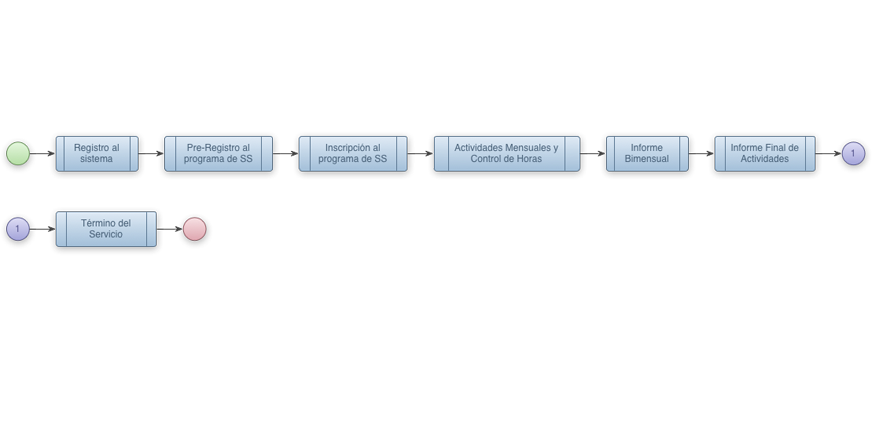 Registro al
sistema
Pre-Registro al
programa de SS
Inscripción al
programa de SS
Actividades Mensuales y
Control de Horas
Informe
Bimensual
Informe Final de
Actividades
1
1
Término del
Servicio